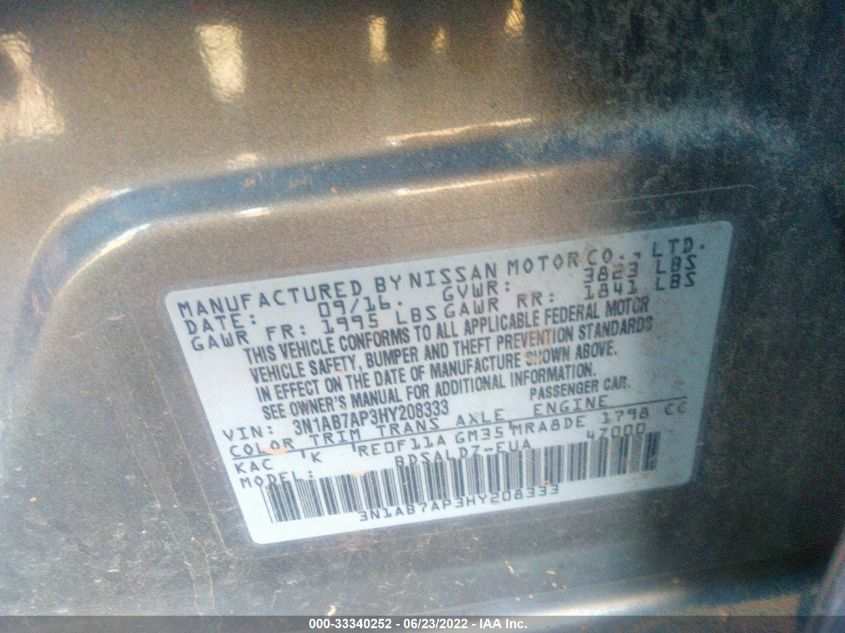 MANUFACTURED BY NISSAN MOTOR CO., LTD.
DATE: 09/16. GVWR: 3823 LBS
GAWR FR: 1995 LBS GAWR RR: 1841 LBS
THIS VEHICLE CONFORMS TO ALL APPLICABLE FEDERAL MOTOR
VEHICLE SAFETY, BUMPER AND THEFT PREVENTION STANDARDS
IN EFFECT ON THE DATE OF MANUFACTURE SHOWN ABOVE.
SEE OWNER'S MANUAL FOR ADDITIONAL INFORMATION.
VIN: 3N1AB7AP3HY208333 PASSENGER CAR.
COLOR TRIM TRANS AXLE ENGINE
KAC K RE0F11A GM35 MRA8DE 1798 CC
MODEL: BDSALD7-EUA 47000
3N1AB7AP3HY208333
000-33340252 - 06/23/2022 - IAA Inc.